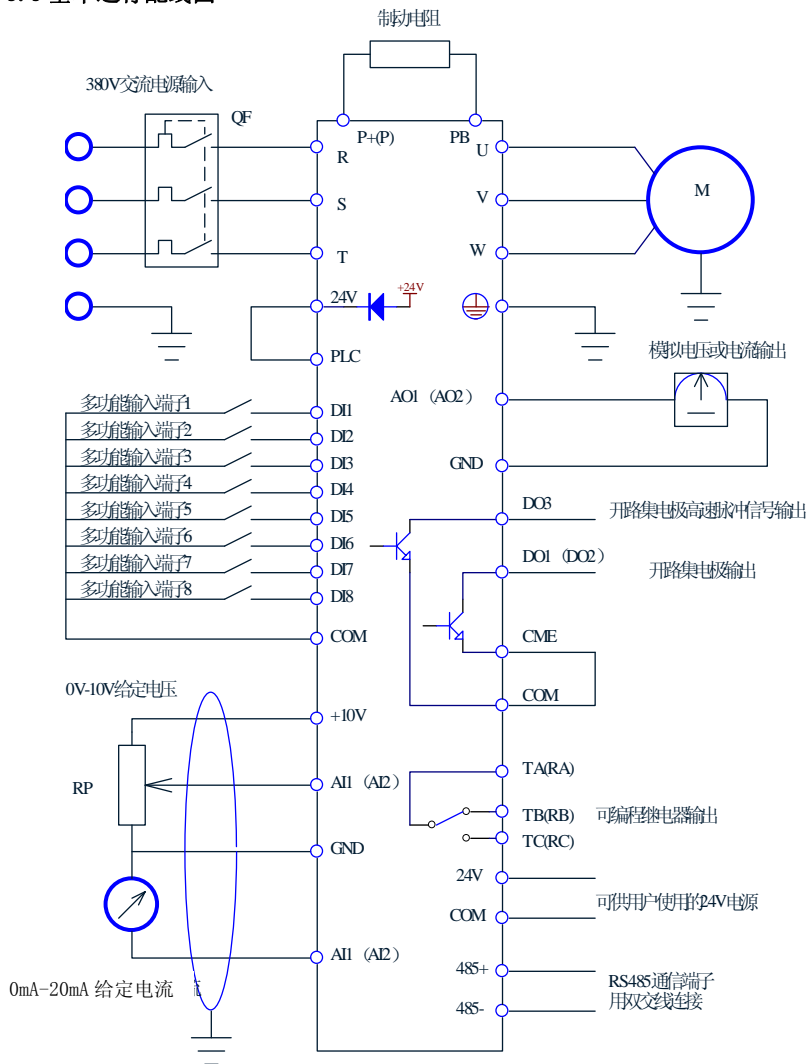 制动电阻
380V交流电源输入
QF
P+(P)
PB
R
U
S
V
M
T
W
24V
+24V
PLC
模拟电压或电流输出
AO1（AO2）
多功能输入端子1
DI1
多功能输入端子2
DI2
多功能输入端子3
DI3
GND
多功能输入端子4
DI4
多功能输入端子5
DI5
DO3
开路集电极高速脉冲信号输出
多功能输入端子6
DI6
多功能输入端子7
DI7
DO1（DO2）
开路集电极输出
多功能输入端子8
DI8
COM
CME
COM
0V-10V给定电压
+10V
RP
AI1（AI2）
TA(RA)
TB(RB)
可编程继电器输出
TC(RC)
GND
24V
可供用户使用的24V电源
COM
AI1（AI2）
485+
RS485通信端子
用双交线连接
485-
0mA-20mA 给定电流